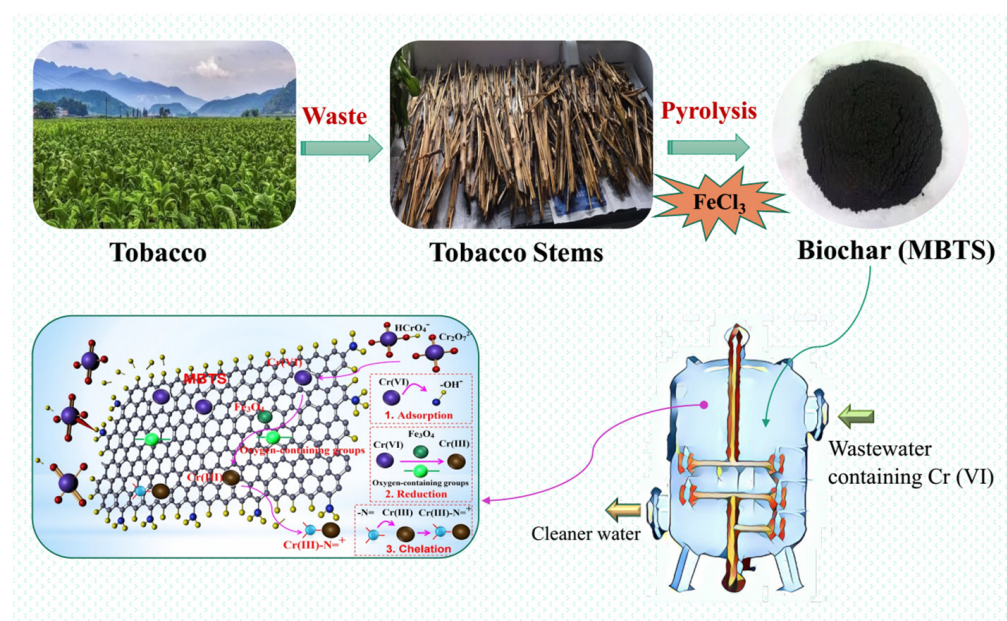 Waste
Pyrolysis
FeCl₃
Tobacco
Tobacco Stems
Biochar (MBTS)
HCrO₄⁻
Cr₂O₇²⁻
Cr(VI)
MBTS
Fe₃O₄
Oxygen-containing groups
Cr(III)
Cr(III)-N=⁺
Cr(VI)
-OH⁻
1. Adsorption
Fe₃O₄
Cr(VI)
Cr(III)
Oxygen-containing groups
2. Reduction
-N= Cr(III) Cr(III)-N=⁺
3. Chelation
Wastewater
containing Cr (VI)
Cleaner water